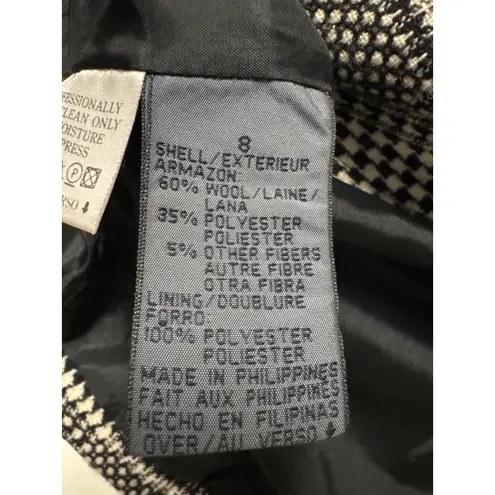 ESSIONALLY
CLEAN ONLY
OISTURE
PRESS
P
VERSO ↓
8
SHELL/EXTERIEUR
ARMAZON:
60% WOOL/LAINE/
LANA
35% POLYESTER
POLIESTER
5% OTHER FIBERS
AUTRE FIBRE
OTRA FIBRA
LINING/DOUBLURE
FORRO
100% POLYESTER
POLIESTER
MADE IN PHILIPPINES
FAIT AUX PHILIPPINES
HECHO EN FILIPINAS
OVER/AU VERSO ↓